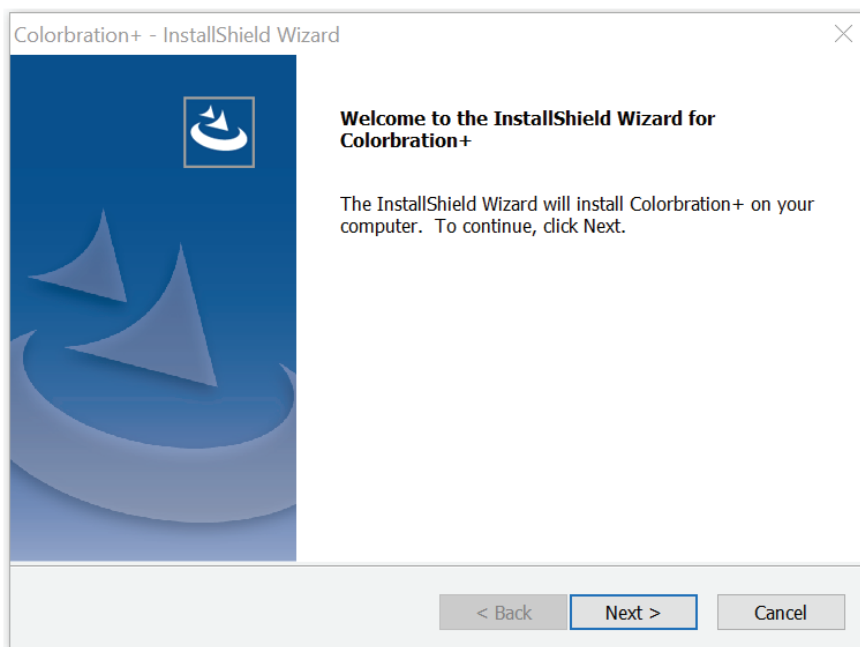 Colorbration+ - InstallShield Wizard
Welcome to the InstallShield Wizard for
Colorbration+
The InstallShield Wizard will install Colorbration+ on your
computer. To continue, click Next.
< Back
Next >
Cancel